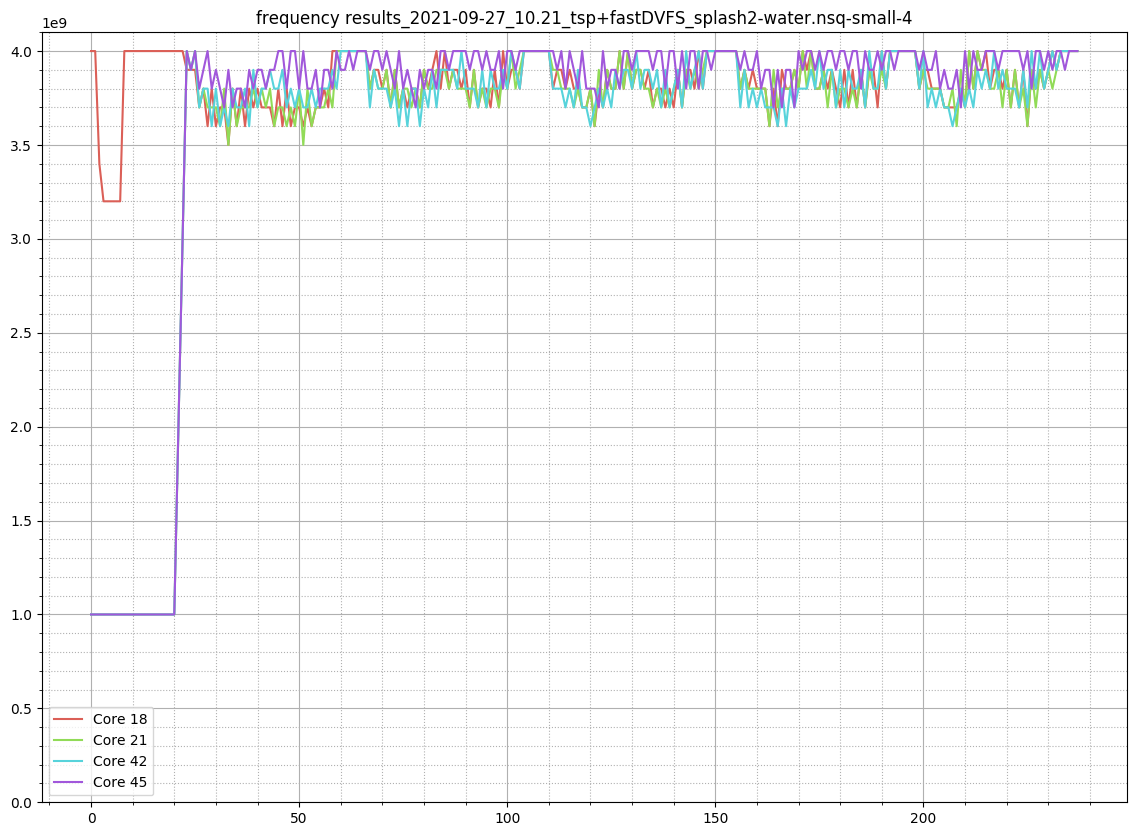 frequency results_2021-09-27_10.21_tsp+fastDVFS_splash2-water.nsq-small-4
1e9
4.0
3.5
3.0
2.5
2.0
1.5
1.0
0.5
0.0
Core 18
Core 21
Core 42
Core 45
0 50 100 150 200